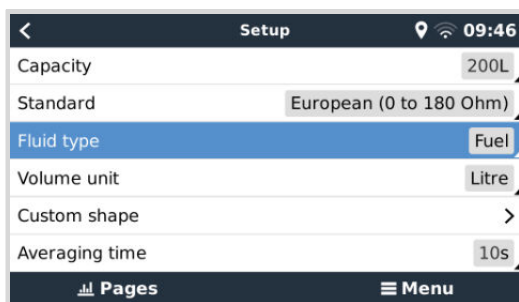 Setup 09:46
Capacity 200L
Standard European (0 to 180 Ohm)
Fluid type Fuel
Volume unit Litre
Custom shape
Averaging time 10s
Pages Menu